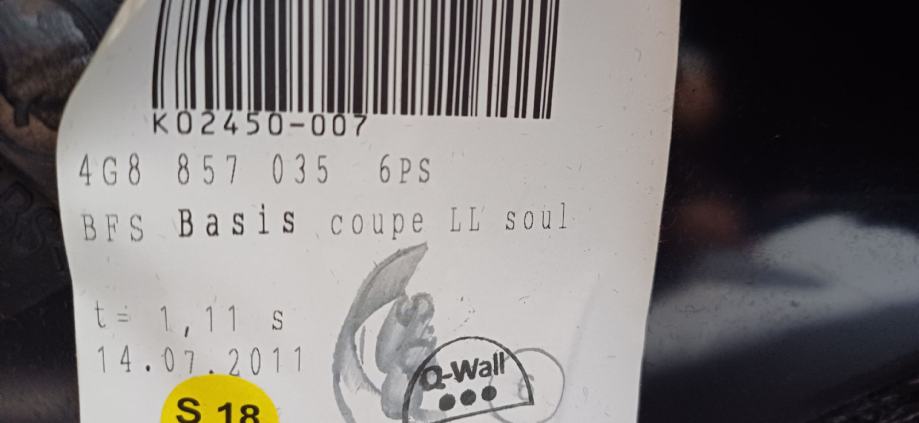 K02450-007
4G8 857 035 6PS
BFS Basis coupe LL soul
t= 1,11 s
14.07.2011
Q-Wall
S 18